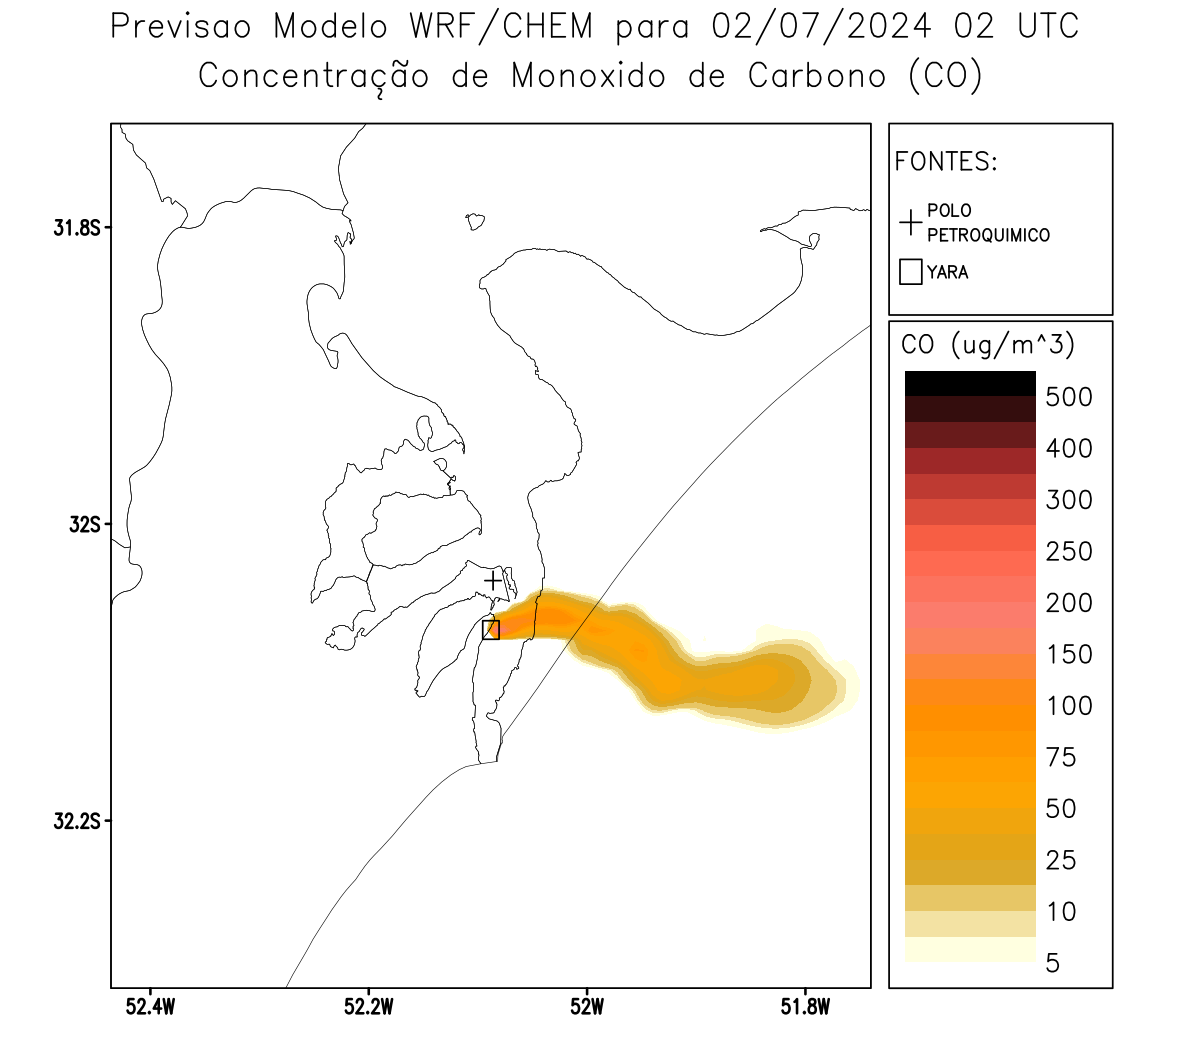 Previsao Modelo WRF/CHEM para 02/07/2024 02 UTC
Concentração de Monoxido de Carbono (CO)
FONTES:
POLO
PETROQUIMICO
YARA
CO (ug/m^3)
500
400
300
250
200
150
100
75
50
25
10
5
31.8S
32S
32.2S
52.4W
52.2W
52W
51.8W